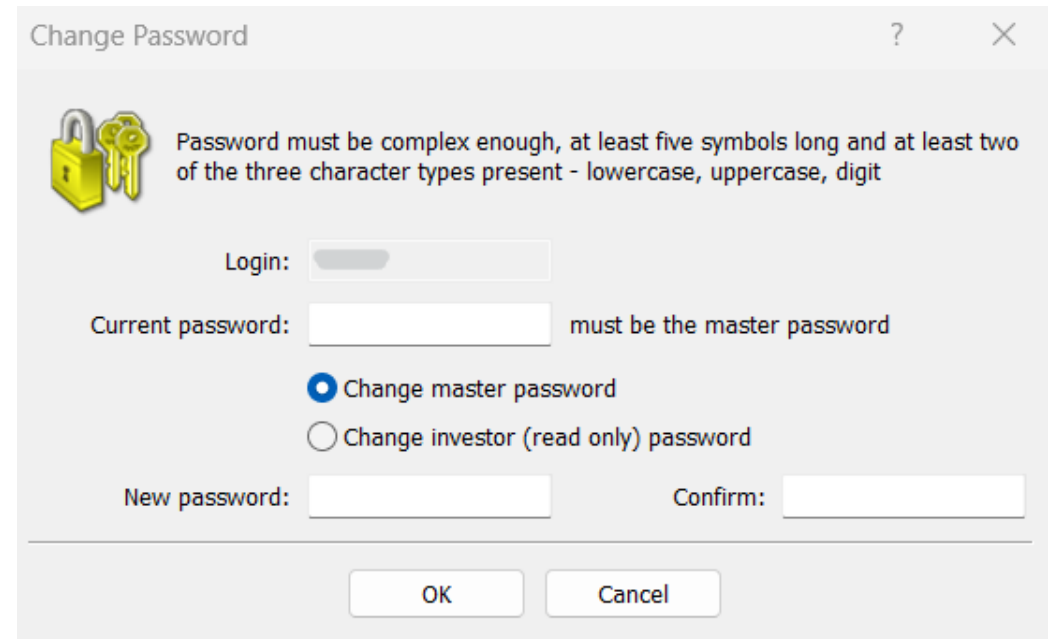 Change Password
?
Password must be complex enough, at least five symbols long and at least two
of the three character types present - lowercase, uppercase, digit
Login:
Current password: must be the master password
Change master password
Change investor (read only) password
New password: Confirm:
OK Cancel